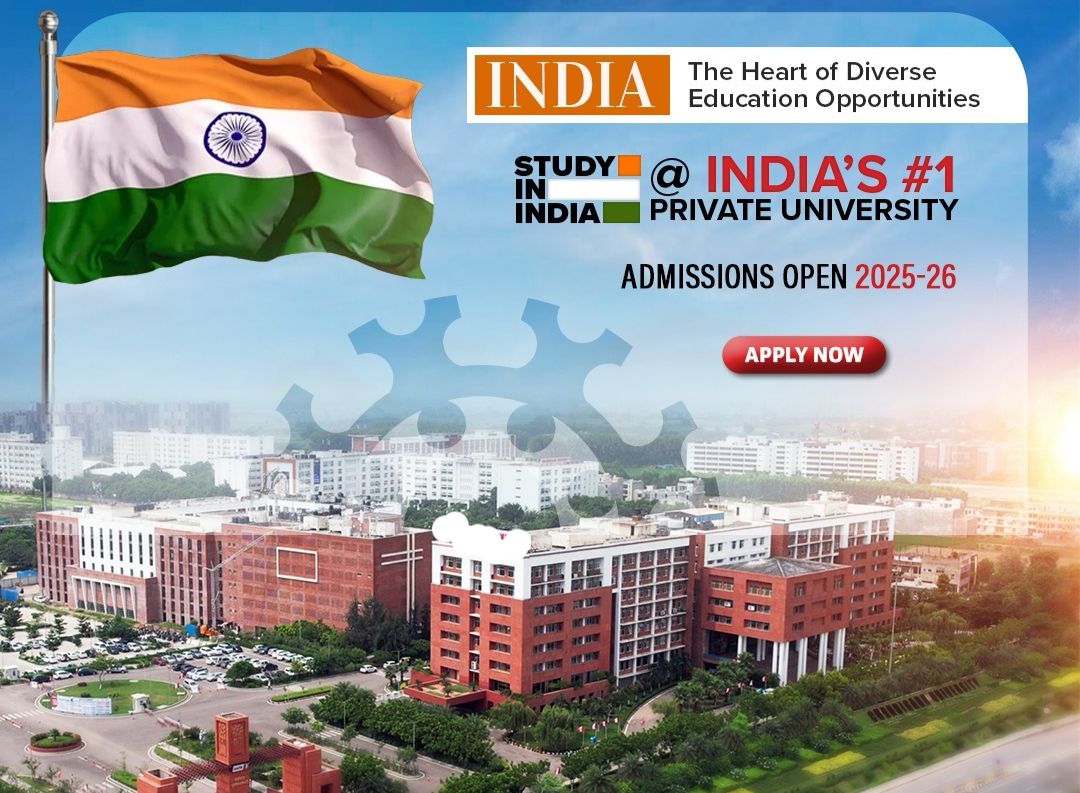 INDIA
The Heart of Diverse
Education Opportunities
STUDY
IN
INDIA
@ INDIA'S #1
PRIVATE UNIVERSITY
ADMISSIONS OPEN 2025-26
APPLY NOW